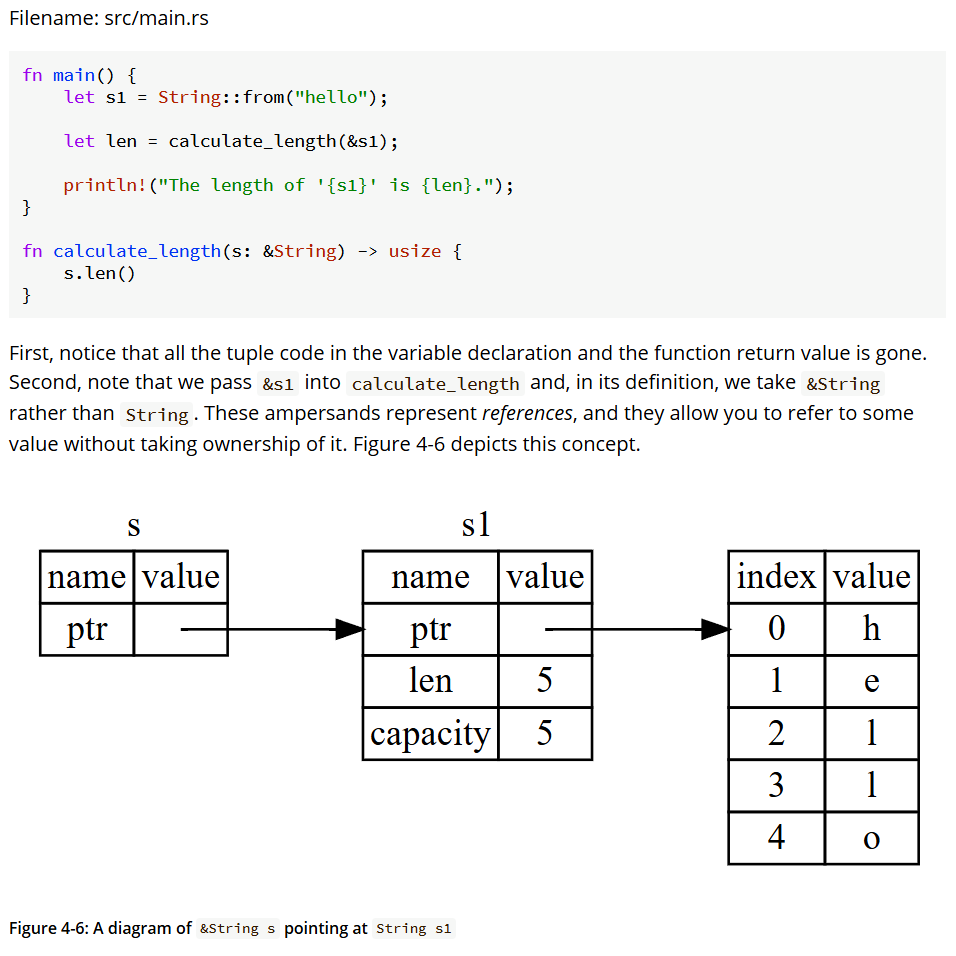 Filename: src/main.rs
fn main() {
    let s1 = String::from("hello");
    let len = calculate_length(&s1);
    println!("The length of '{s1}' is {len}.");
}
fn calculate_length(s: &String) -> usize {
    s.len()
}
First, notice that all the tuple code in the variable declaration and the function return value is gone.
Second, note that we pass &s1 into calculate_length and, in its definition, we take &String
rather than String. These ampersands represent references, and they allow you to refer to some
value without taking ownership of it. Figure 4-6 depicts this concept.
s
name value
ptr
s1
name value
ptr
len 5
capacity 5
index value
0 h
1 e
2 l
3 l
4 o
Figure 4-6: A diagram of &String s pointing at String s1